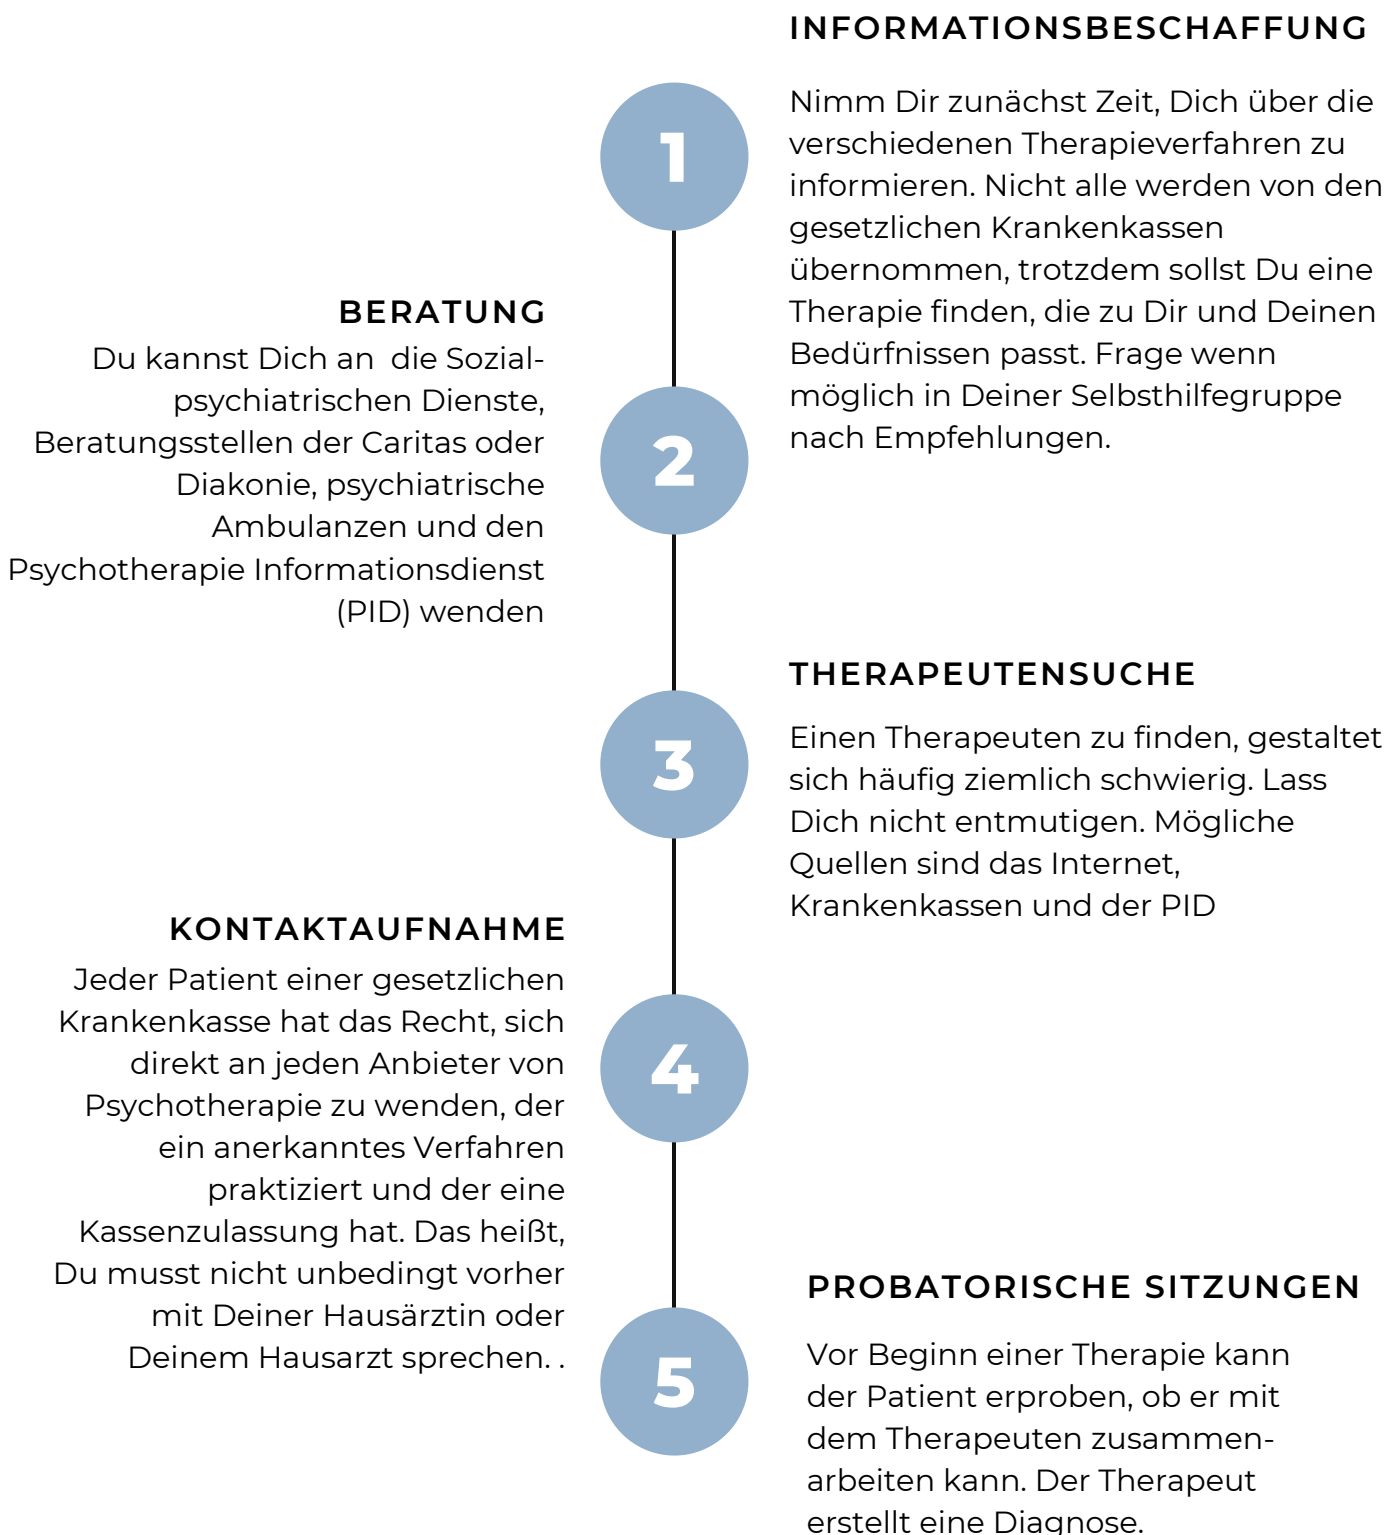 INFORMATIONSBESCHAFFUNG
1
Nimm Dir zunächst Zeit, Dich über die
verschiedenen Therapieverfahren zu
informieren. Nicht alle werden von den
gesetzlichen Krankenkassen
übernommen, trotzdem sollst Du eine
Therapie finden, die zu Dir und Deinen
Bedürfnissen passt. Frage wenn
möglich in Deiner Selbsthilfegruppe
nach Empfehlungen.
BERATUNG
2
Du kannst Dich an  die Sozial-
psychiatrischen Dienste,
Beratungsstellen der Caritas oder
Diakonie, psychiatrische
Ambulanzen und den
Psychotherapie Informationsdienst
(PID) wenden
THERAPEUTENSUCHE
3
Einen Therapeuten zu finden, gestaltet
sich häufig ziemlich schwierig. Lass
Dich nicht entmutigen. Mögliche
Quellen sind das Internet,
Krankenkassen und der PID
KONTAKTAUFNAHME
4
Jeder Patient einer gesetzlichen
Krankenkasse hat das Recht, sich
direkt an jeden Anbieter von
Psychotherapie zu wenden, der
ein anerkanntes Verfahren
praktiziert und der eine
Kassenzulassung hat. Das heißt,
Du musst nicht unbedingt vorher
mit Deiner Hausärztin oder
Deinem Hausarzt sprechen. .
PROBATORISCHE SITZUNGEN
5
Vor Beginn einer Therapie kann
der Patient erproben, ob er mit
dem Therapeuten zusammen-
arbeiten kann. Der Therapeut
erstellt eine Diagnose.